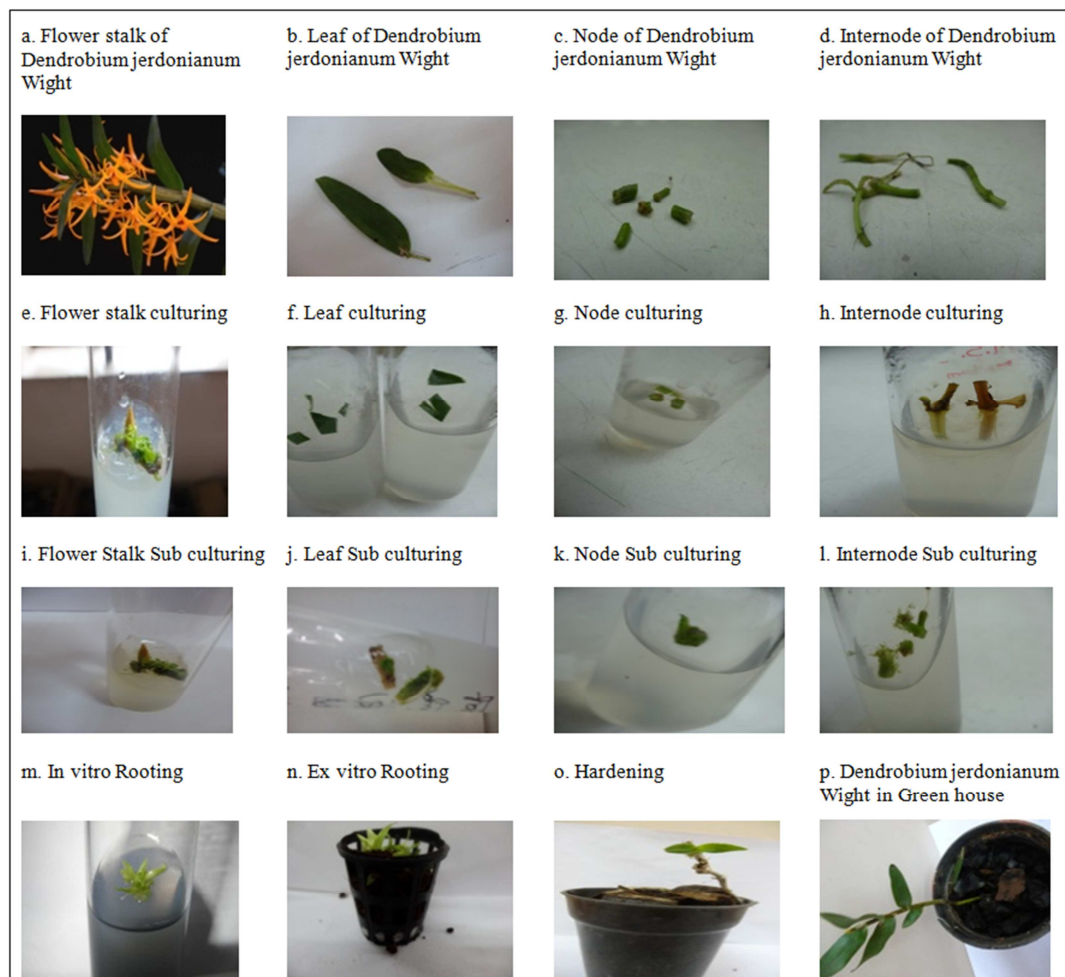 a. Flower stalk of
Dendrobium jerdonianum
Wight
b. Leaf of Dendrobium
jerdonianum Wight
c. Node of Dendrobium
jerdonianum Wight
d. Internode of Dendrobium
jerdonianum Wight
e. Flower stalk culturing
f. Leaf culturing
g. Node culturing
h. Internode culturing
i. Flower Stalk Sub culturing
j. Leaf Sub culturing
k. Node Sub culturing
l. Internode Sub culturing
m. In vitro Rooting
n. Ex vitro Rooting
o. Hardening
p. Dendrobium jerdonianum
Wight in Green house